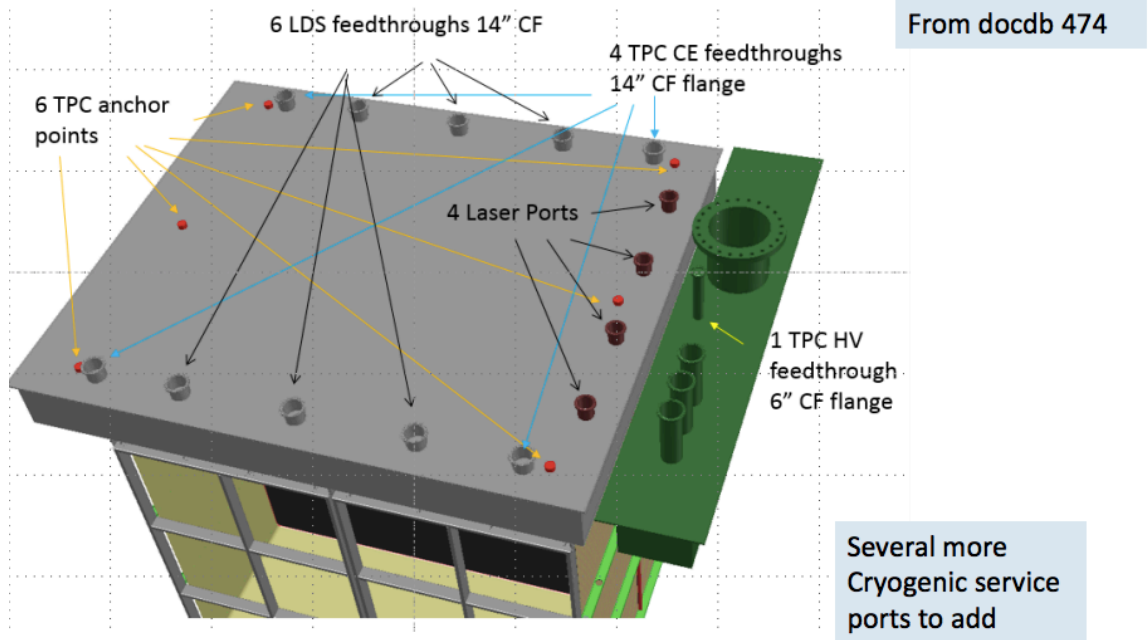 From docdb 474
6 LDS feedthroughs 14” CF
4 TPC CE feedthroughs
14” CF flange
6 TPC anchor
points
4 Laser Ports
1 TPC HV
feedthrough
6” CF flange
Several more
Cryogenic service
ports to add